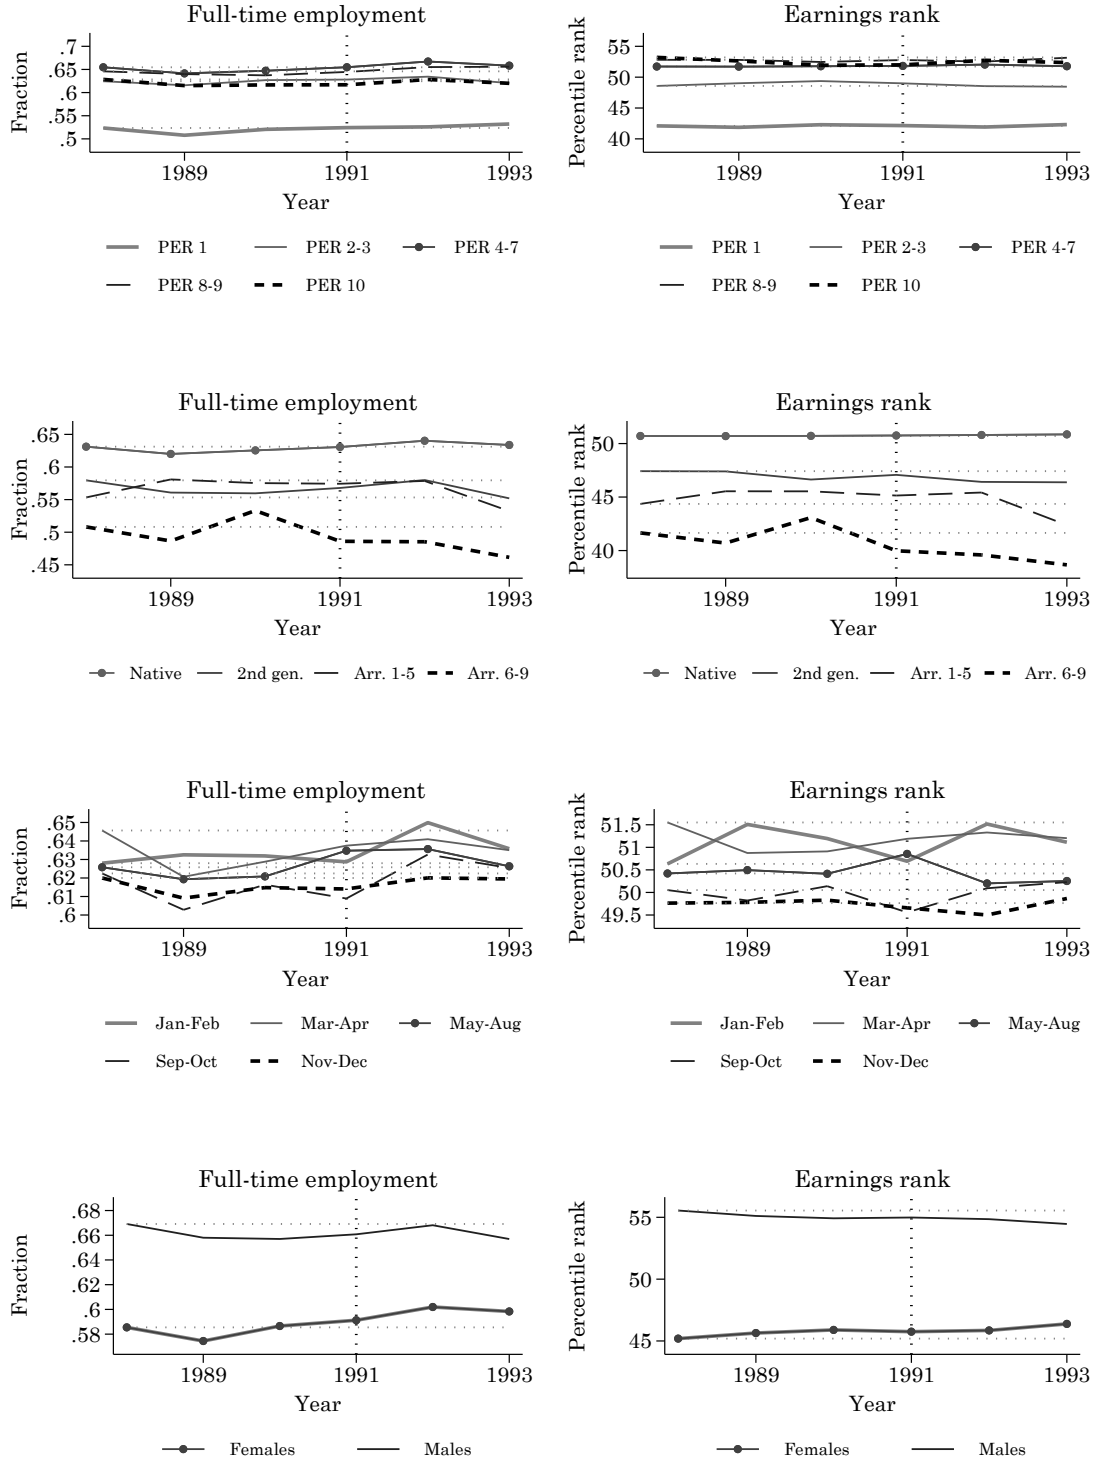 Full-time employment
Fraction
.7
.65
.6
.55
.5
1989 1991 1993
Year
PER 1 PER 2-3 PER 4-7
PER 8-9 PER 10
Earnings rank
Percentile rank
55
50
45
40
1989 1991 1993
Year
PER 1 PER 2-3 PER 4-7
PER 8-9 PER 10
Full-time employment
Fraction
.65
.6
.55
.5
.45
1989 1991 1993
Year
Native 2nd gen. Arr. 1-5 Arr. 6-9
Earnings rank
Percentile rank
50
45
40
1989 1991 1993
Year
Native 2nd gen. Arr. 1-5 Arr. 6-9
Full-time employment
Fraction
.65
.64
.63
.62
.61
.6
1989 1991 1993
Year
Jan-Feb Mar-Apr May-Aug
Sep-Oct Nov-Dec
Earnings rank
Percentile rank
51.5
51
50.5
50
49.5
1989 1991 1993
Year
Jan-Feb Mar-Apr May-Aug
Sep-Oct Nov-Dec
Full-time employment
Fraction
.68
.66
.64
.62
.6
.58
1989 1991 1993
Year
Females Males
Earnings rank
Percentile rank
55
50
45
1989 1991 1993
Year
Females Males